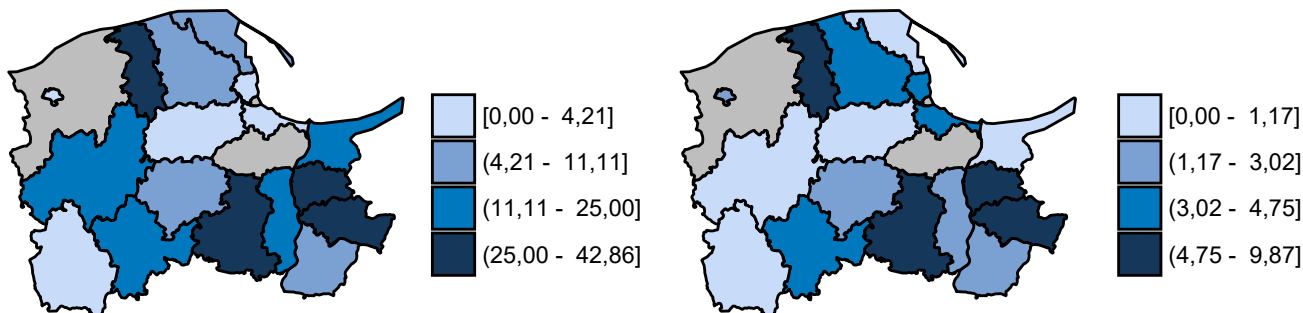 [0,00 - 4,21]
(4,21 - 11,11]
(11,11 - 25,00]
(25,00 - 42,86]
[0,00 - 1,17]
(1,17 - 3,02]
(3,02 - 4,75]
(4,75 - 9,87]